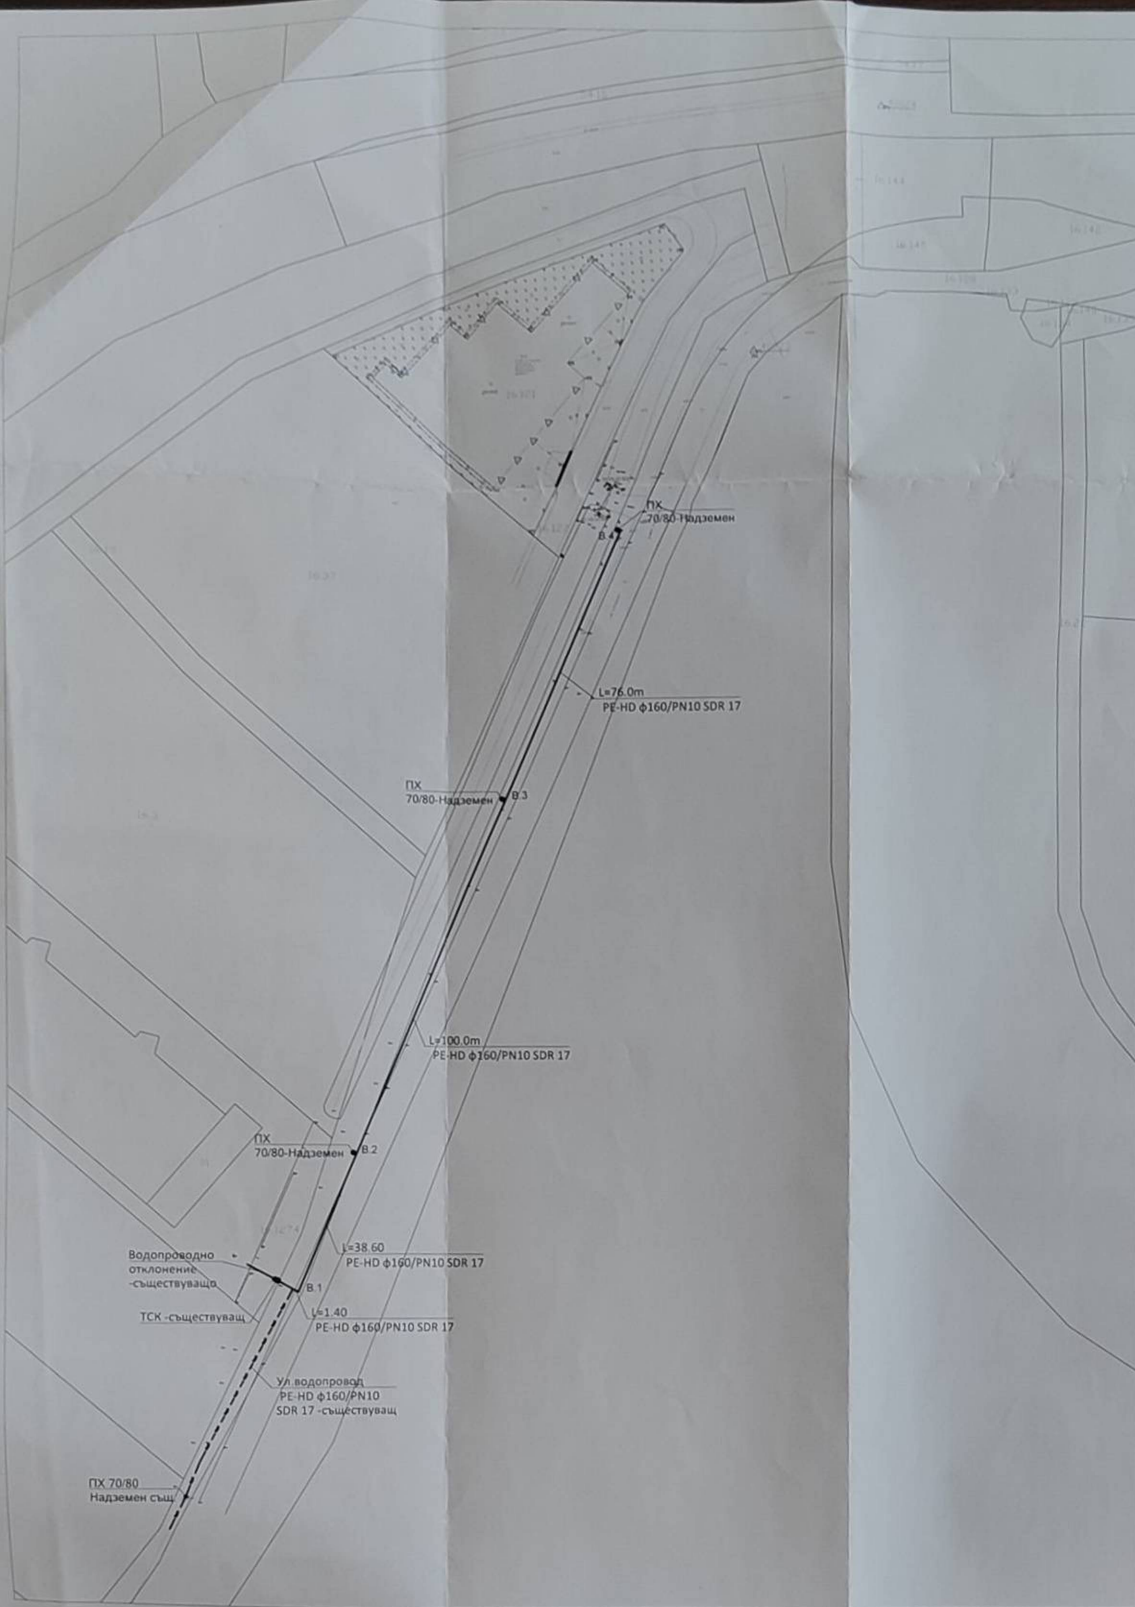 ПХ
70/80-Надземен
В.4
L=76.0m
PE-HD ф160/PN10 SDR 17
ПХ
70/80-Надземен
В.3
L=100.0m
PE-HD ф160/PN10 SDR 17
ПХ
70/80-Надземен
В.2
L=38.60
PE-HD ф160/PN10 SDR 17
Водопроводно
отклонение
-съществуващо
В.1
ТСК -съществуващ
L=1.40
PE-HD ф160/PN10 SDR 17
Ул.водопровод
PE-HD ф160/PN10
SDR 17 -съществуващ
ПХ 70/80
Надземен същ.